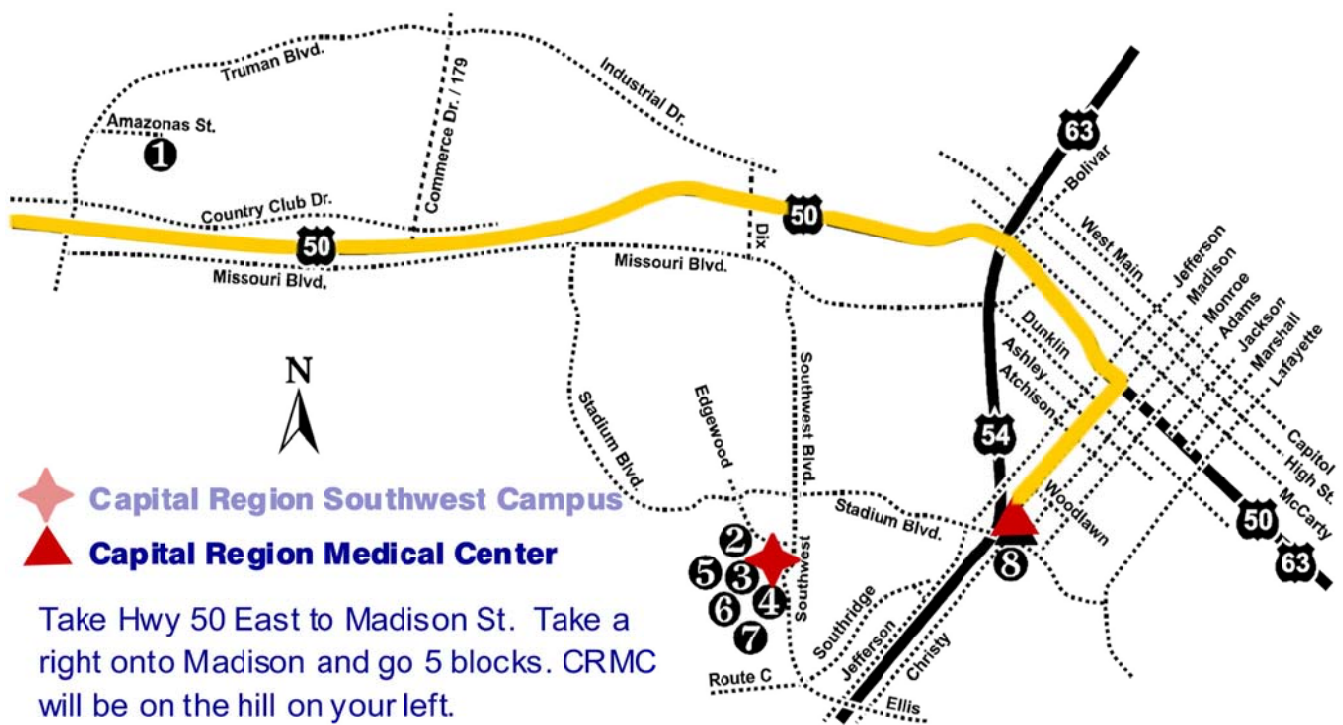 Truman Blvd.
Commerce Dr. / 179
Industrial Dr.
Amazonas St.
1
63
Bolivar
Country Club Dr.
50
50
Dix
West Main
Missouri Blvd.
Missouri Blvd.
Jefferson
Madison
Monroe
Adams
Jackson
Marshall
Lafayette
Dunklin
Ashley
Atchison
N
Edgewood
Southwest Blvd.
Stadium Blvd.
54
Capitol
High St.
McCarty
50
63
Woodlawn
Stadium Blvd.
Capital Region Southwest Campus
Capital Region Medical Center
2
5
3
4
6
7
8
Southwest
Southridge
Jefferson
Christy
Route C
Ellis
Take Hwy 50 East to Madison St. Take a
right onto Madison and go 5 blocks. CRMC
will be on the hill on your left.